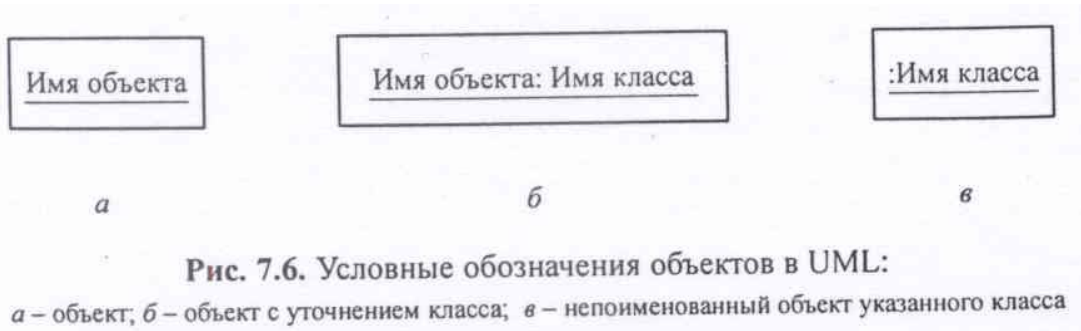 Имя объекта
Имя объекта: Имя класса
:Имя класса
а
б
в
Рис. 7.6. Условные обозначения объектов в UML:
а – объект; б – объект с уточнением класса; в – непоименованный объект указанного класса